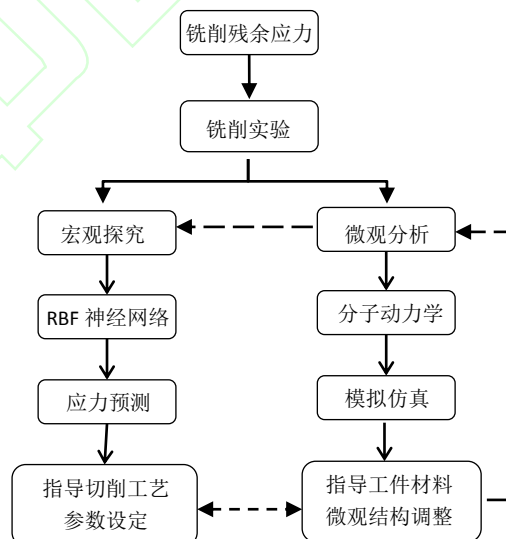 铣削残余应力
铣削实验
宏观探究
微观分析
RBF 神经网络
分子动力学
应力预测
模拟仿真
指导切削工艺
参数设定
指导工件材料
微观结构调整